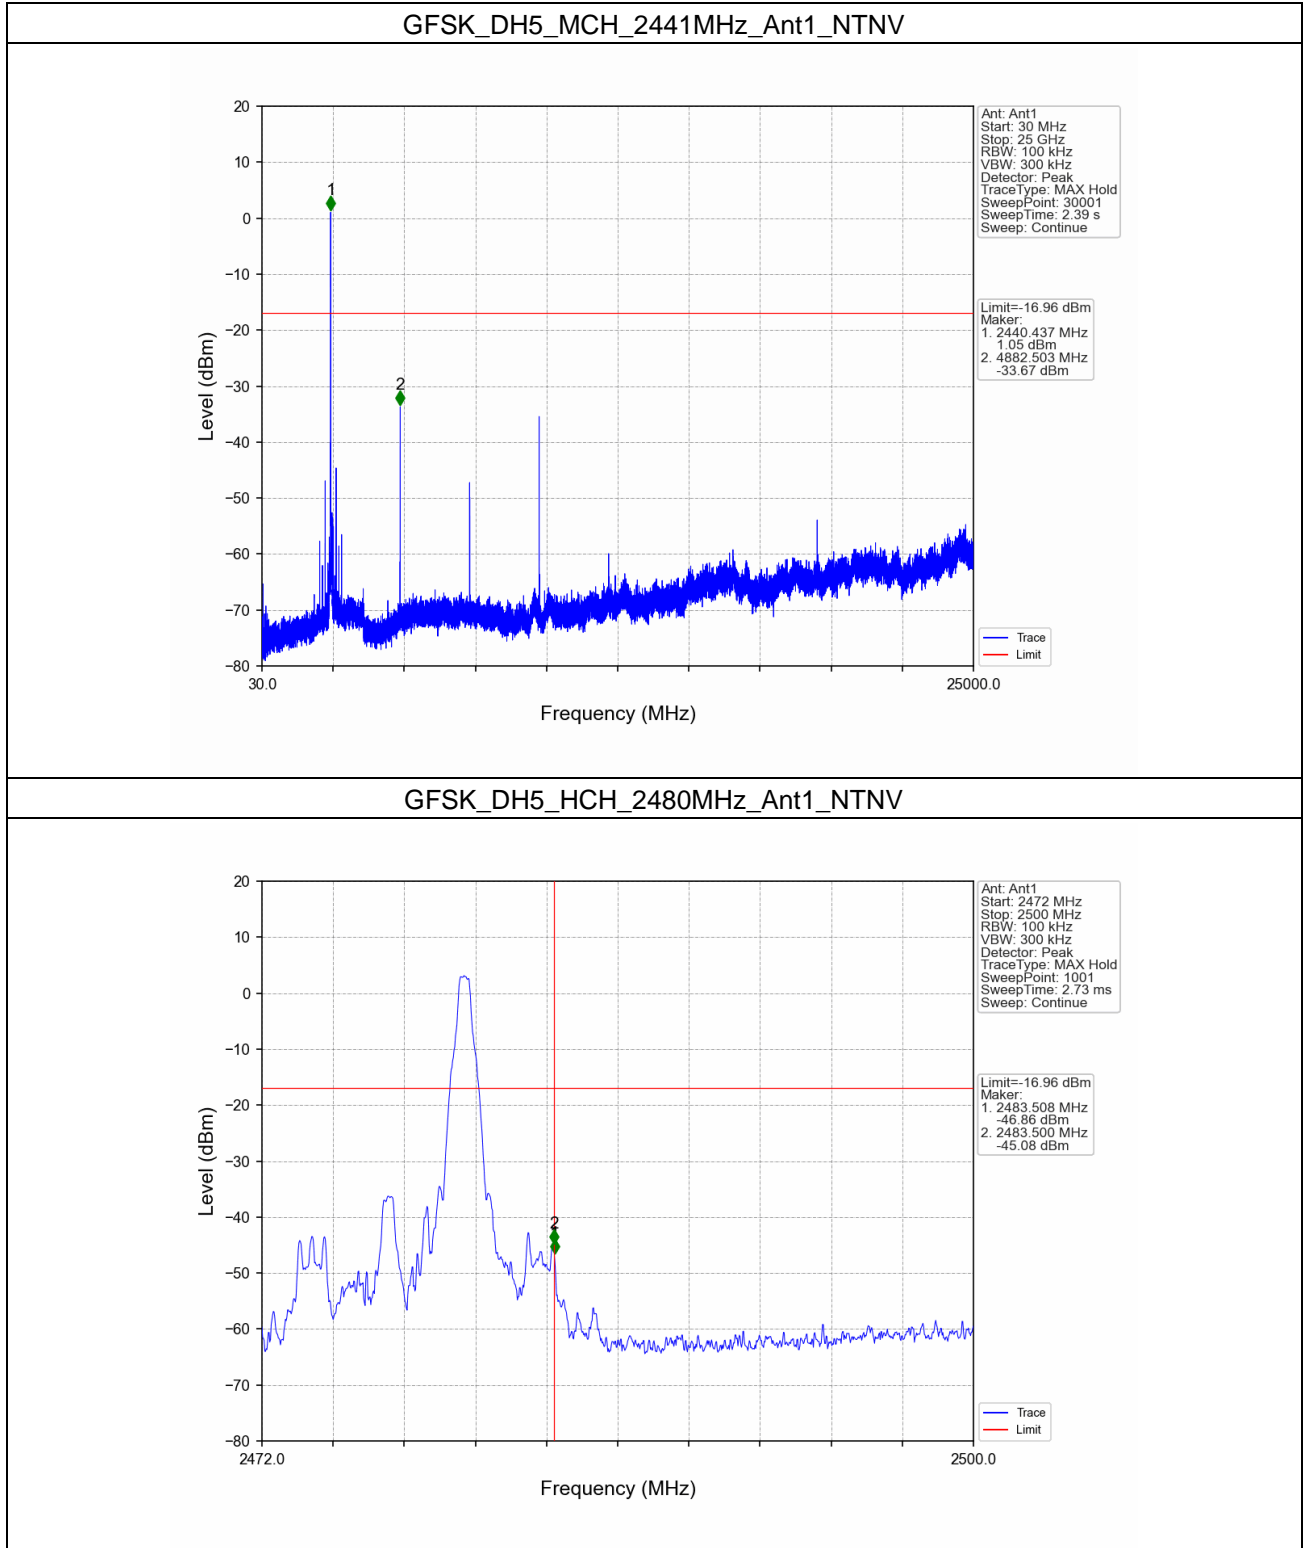 GFSK_DH5_MCH_2441MHz_Ant1_NTNV
20
10
0
−10
−20
−30
−40
−50
−60
−70
−80
Level (dBm)
1
2
30.0
25000.0
Frequency (MHz)
Ant: Ant1
Start: 30 MHz
Stop: 25 GHz
RBW: 100 kHz
VBW: 300 kHz
Detector: Peak
TraceType: MAX Hold
SweepPoint: 30001
SweepTime: 2.39 s
Sweep: Continue
Limit=-16.96 dBm
Maker:
1. 2440.437 MHz
1.05 dBm
2. 4882.503 MHz
-33.67 dBm
Trace
Limit
GFSK_DH5_HCH_2480MHz_Ant1_NTNV
20
10
0
−10
−20
−30
−40
−50
−60
−70
−80
Level (dBm)
2
2472.0
2500.0
Frequency (MHz)
Ant: Ant1
Start: 2472 MHz
Stop: 2500 MHz
RBW: 100 kHz
VBW: 300 kHz
Detector: Peak
TraceType: MAX Hold
SweepPoint: 1001
SweepTime: 2.73 ms
Sweep: Continue
Limit=-16.96 dBm
Maker:
1. 2483.508 MHz
-46.86 dBm
2. 2483.500 MHz
-45.08 dBm
Trace
Limit